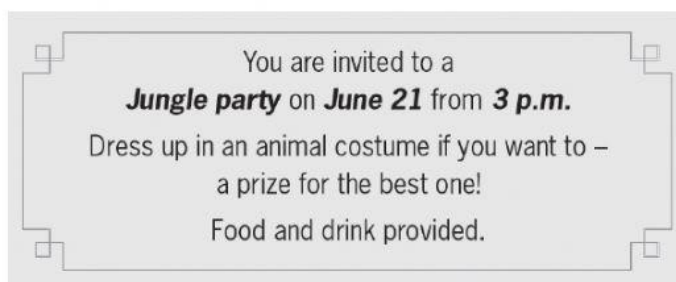 You are invited to a
Jungle party on June 21 from 3 p.m.
Dress up in an animal costume if you want to –
a prize for the best one!
Food and drink provided.